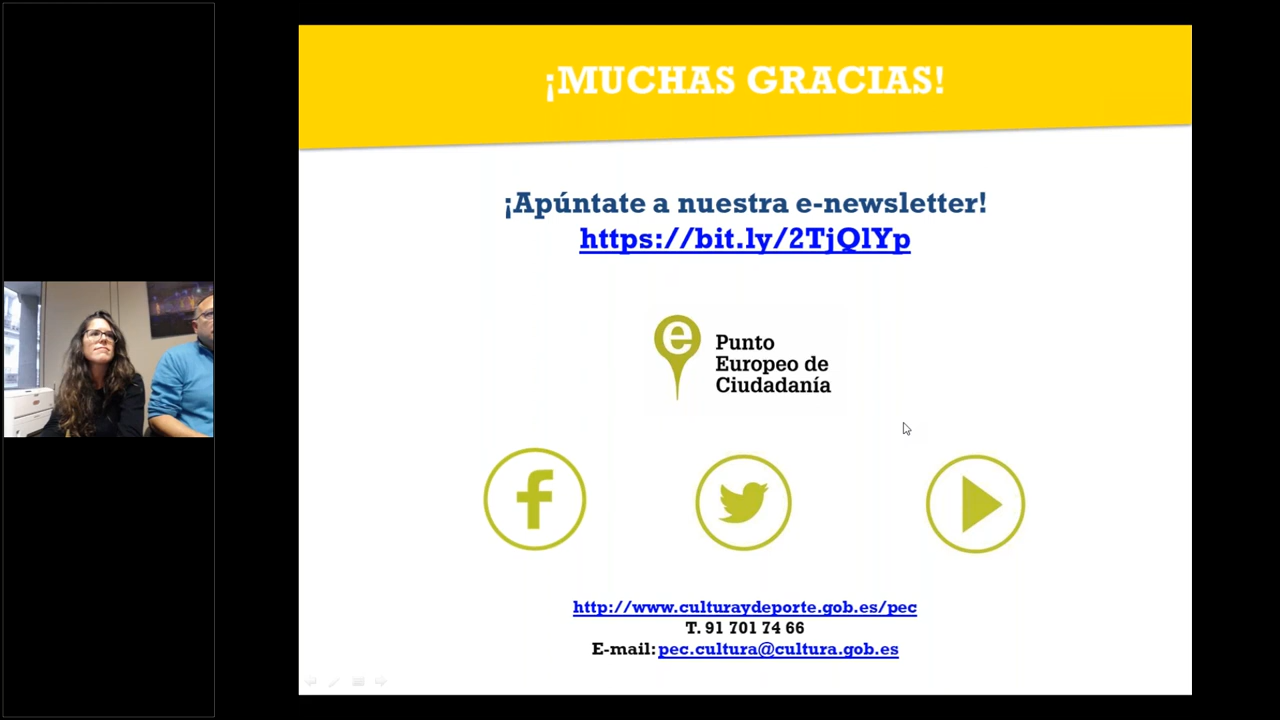 ¡MUCHAS GRACIAS!
¡Apúntate a nuestra e-newsletter!
https://bit.ly/2TjQlYp
e
Punto
Europeo de
Ciudadanía
http://www.culturaydeporte.gob.es/pec
T. 91 701 74 66
E-mail: pec.cultura@cultura.gob.es